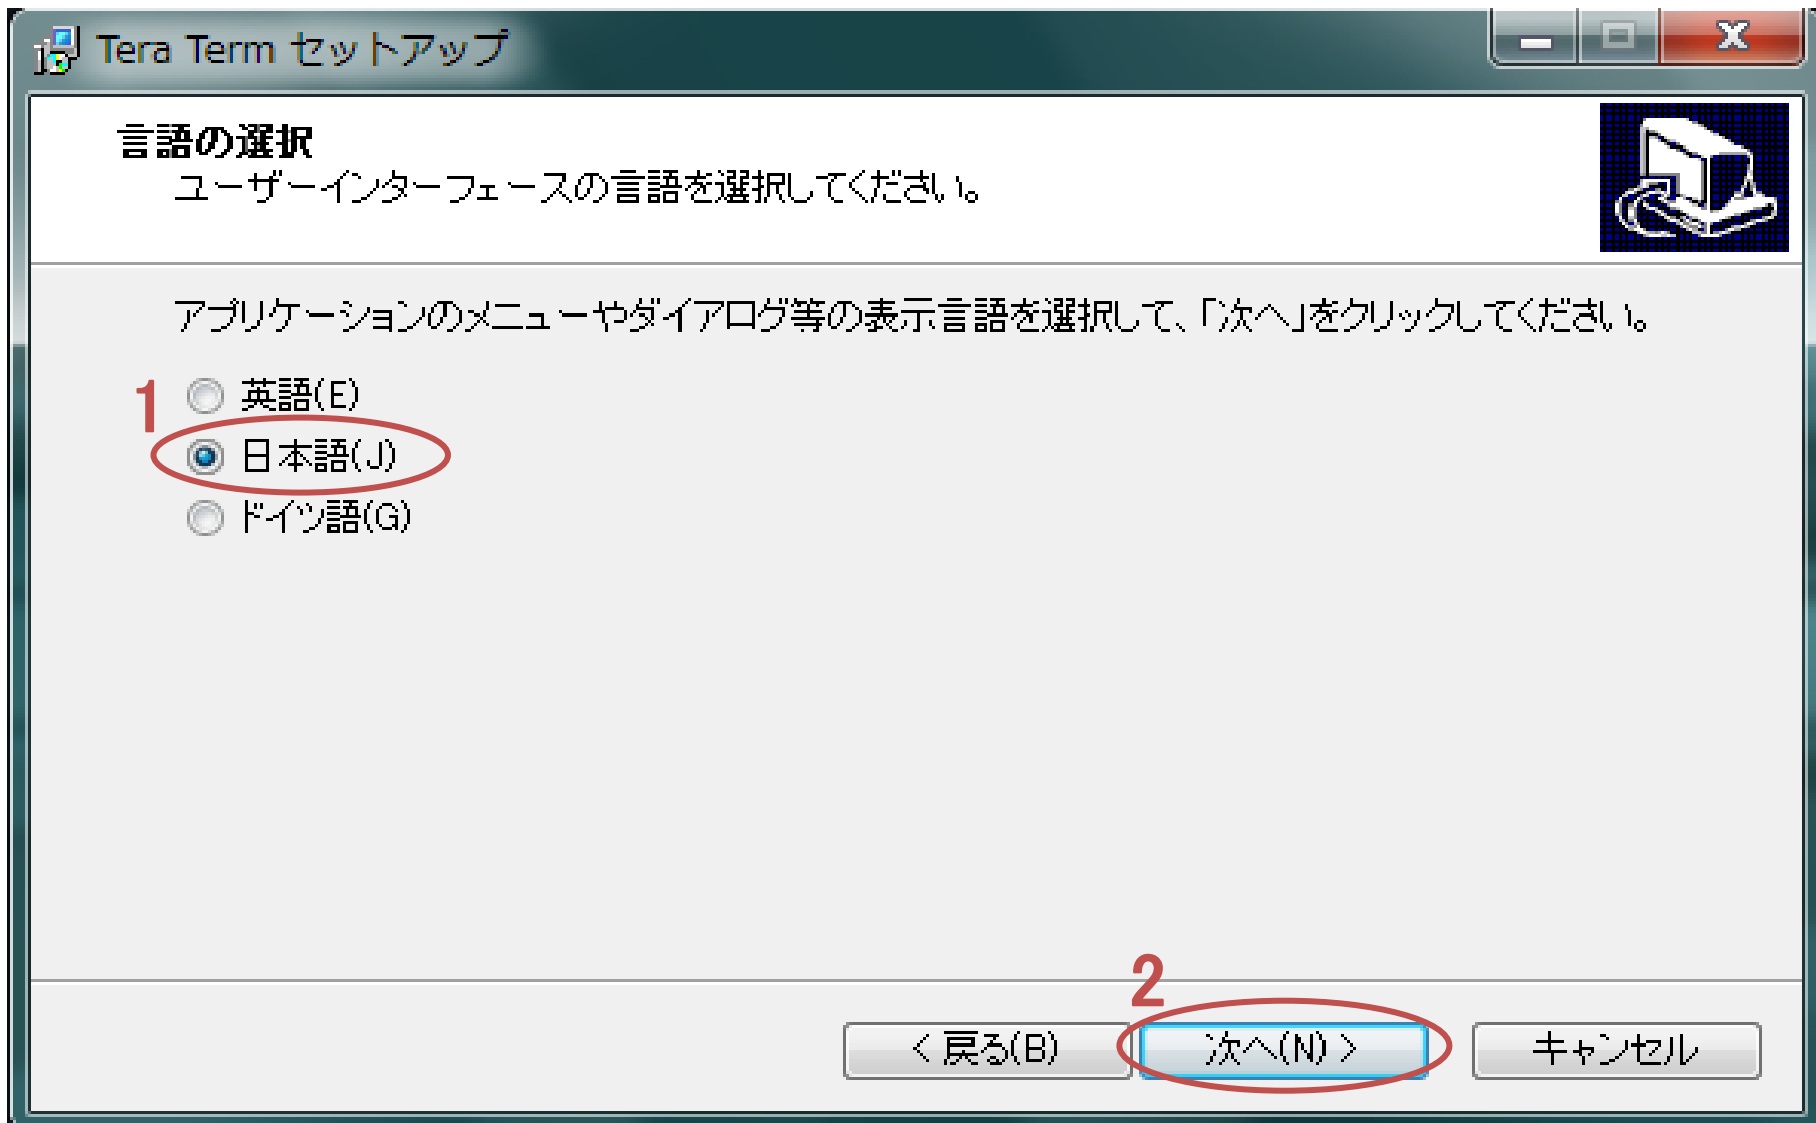 Tera Term セットアップ
言語の選択
ユーザーインターフェースの言語を選択してください。
アプリケーションのメニューやダイアログ等の表示言語を選択して、「次へ」をクリックしてください。
1
英語(E)
日本語(J)
ドイツ語(G)
2
< 戻る(B)
次へ(N) >
キャンセル